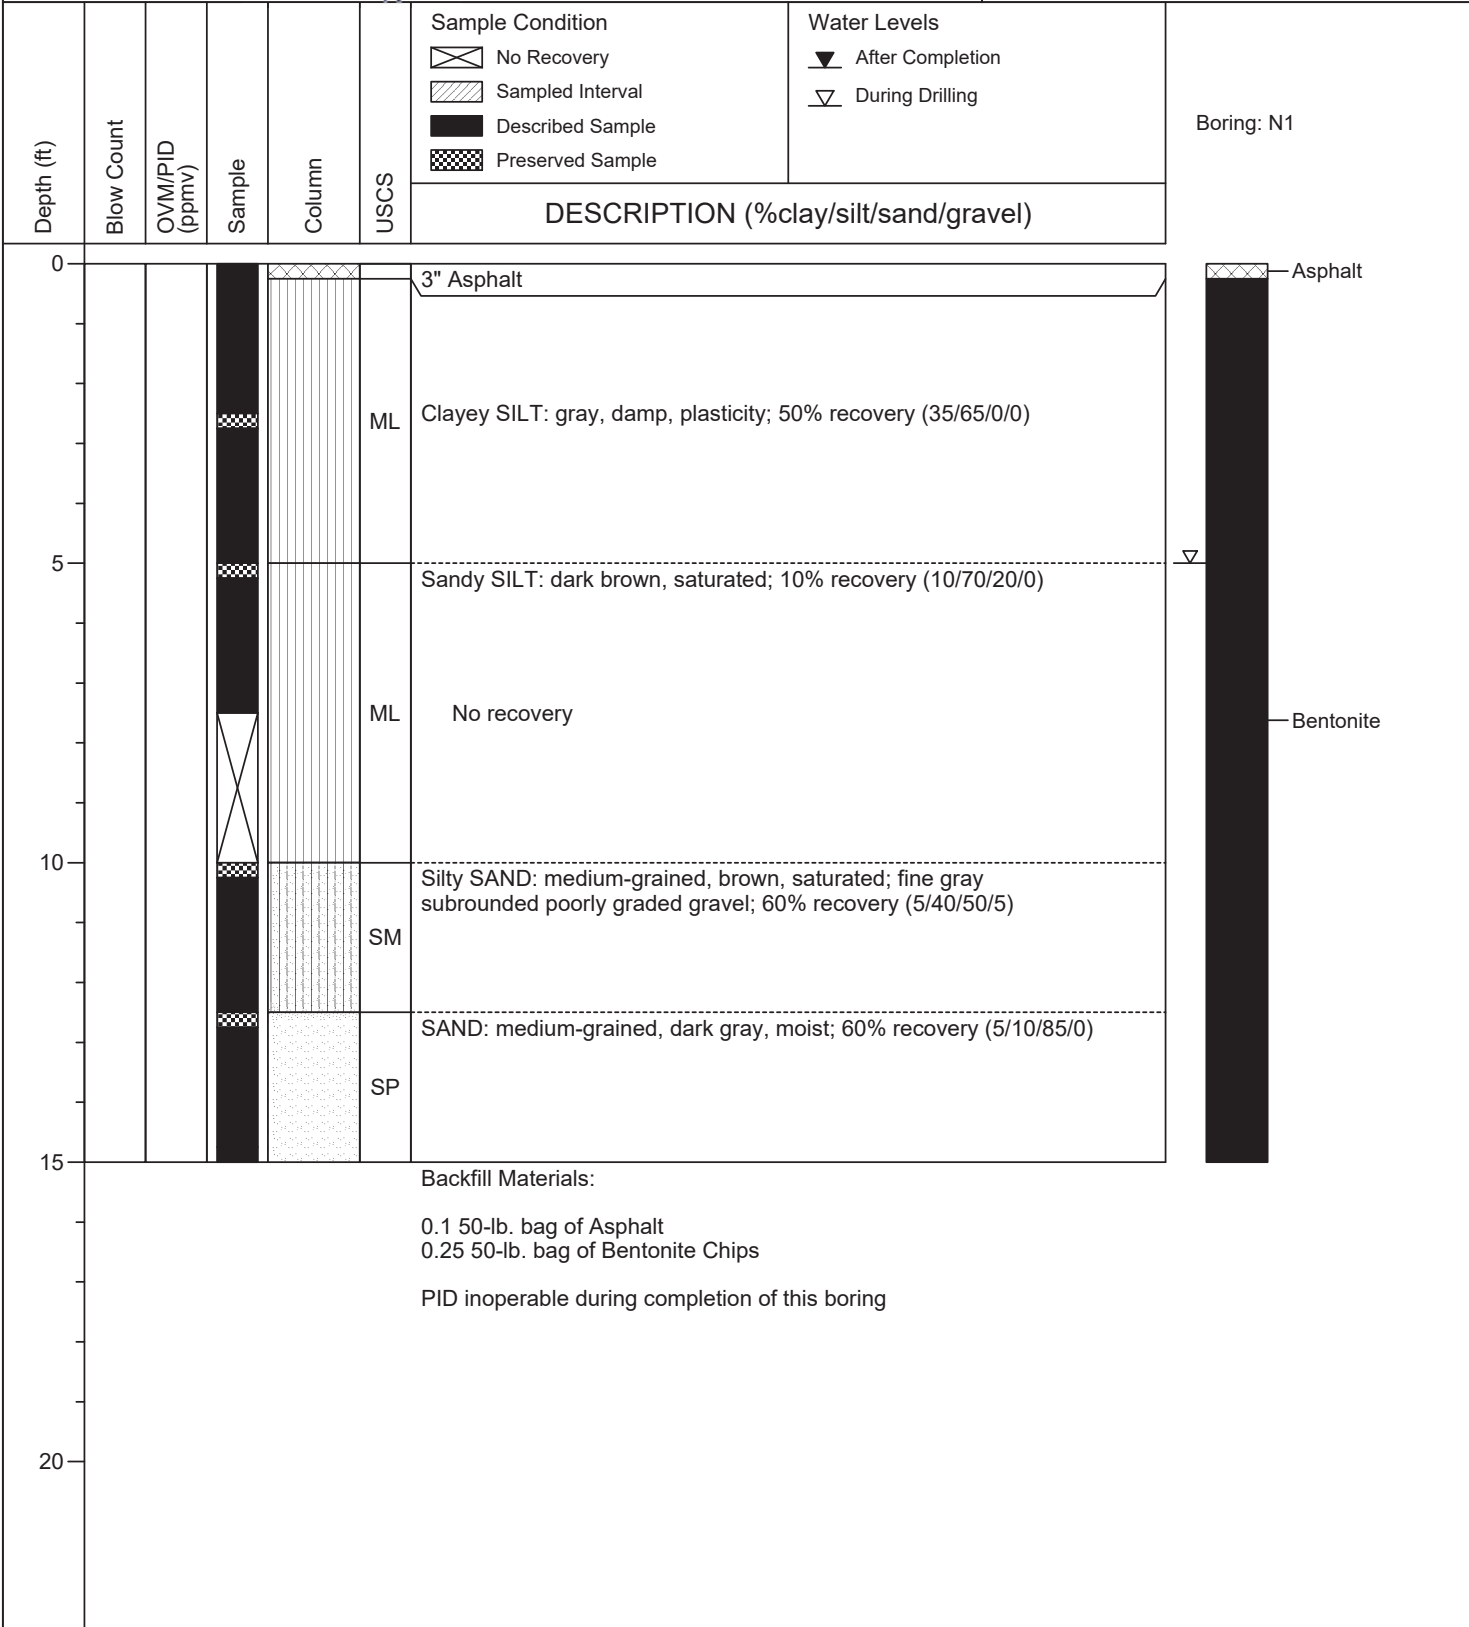 Sample Condition
No Recovery
Sampled Interval
Described Sample
Preserved Sample
Water Levels
After Completion
During Drilling
Boring: N1
Depth (ft)
Blow Count
OVM/PID
(ppmv)
Sample
Column
USCS
DESCRIPTION (%clay/silt/sand/gravel)
0
3" Asphalt
Asphalt
ML
Clayey SILT: gray, damp, plasticity; 50% recovery (35/65/0/0)
5
Sandy SILT: dark brown, saturated; 10% recovery (10/70/20/0)
ML
No recovery
Bentonite
10
Silty SAND: medium-grained, brown, saturated; fine gray
subrounded poorly graded gravel; 60% recovery (5/40/50/5)
SM
SAND: medium-grained, dark gray, moist; 60% recovery (5/10/85/0)
SP
15
Backfill Materials:
0.1 50-lb. bag of Asphalt
0.25 50-lb. bag of Bentonite Chips
PID inoperable during completion of this boring
20